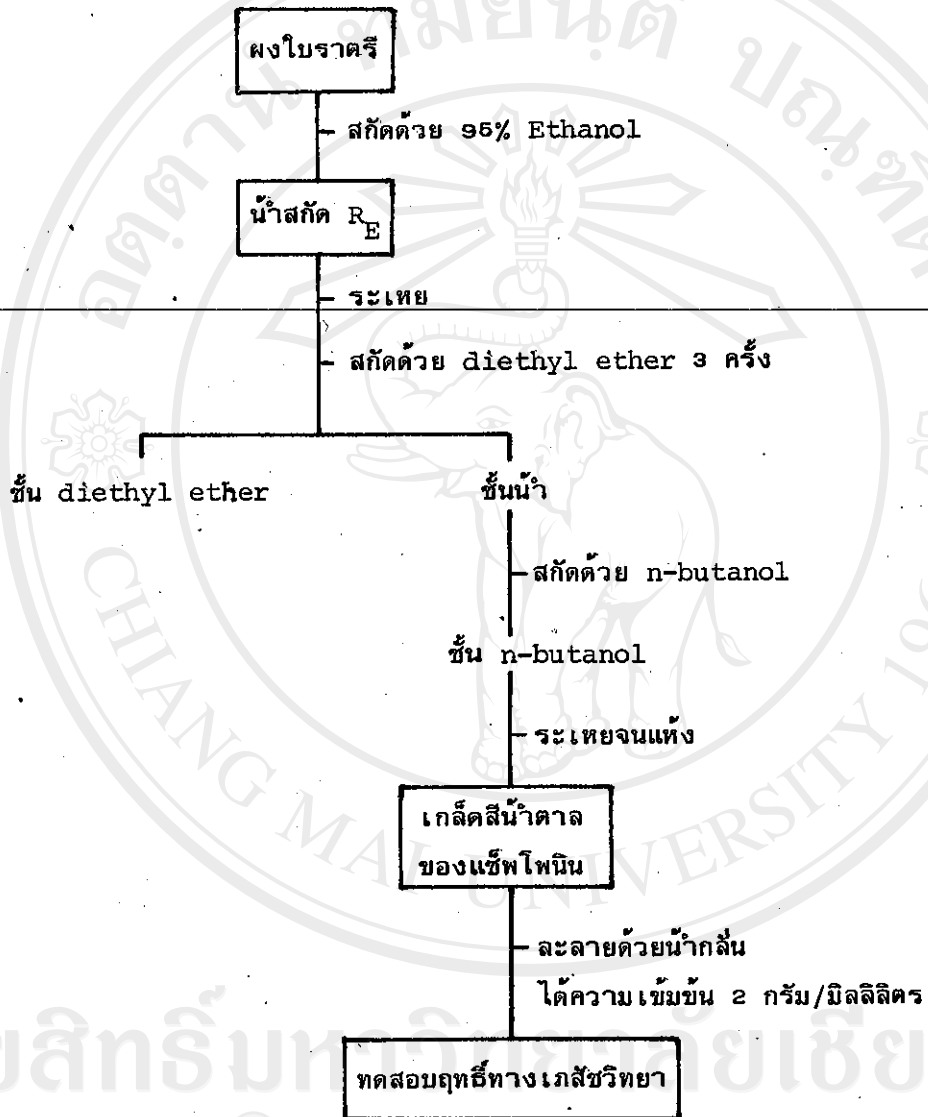 ผงใบราตรี
สกัดด้วย 95% Ethanol
น้ำสกัด R_E
ระเหย
สกัดด้วย diethyl ether 3 ครั้ง
ชั้น diethyl ether
ชั้นน้ำ
สกัดด้วย n-butanol
ชั้น n-butanol
ระเหยจนแห้ง
เกล็ดสีน้ำตาล
ของแซ็พโพนิน
ละลายด้วยน้ำกลั่น
ได้ความเข้มข้น 2 กรัม/มิลลิลิตร
ทดสอบฤทธิ์ทางเภสัชวิทยา
CHIANG MAI UNIVERSITY